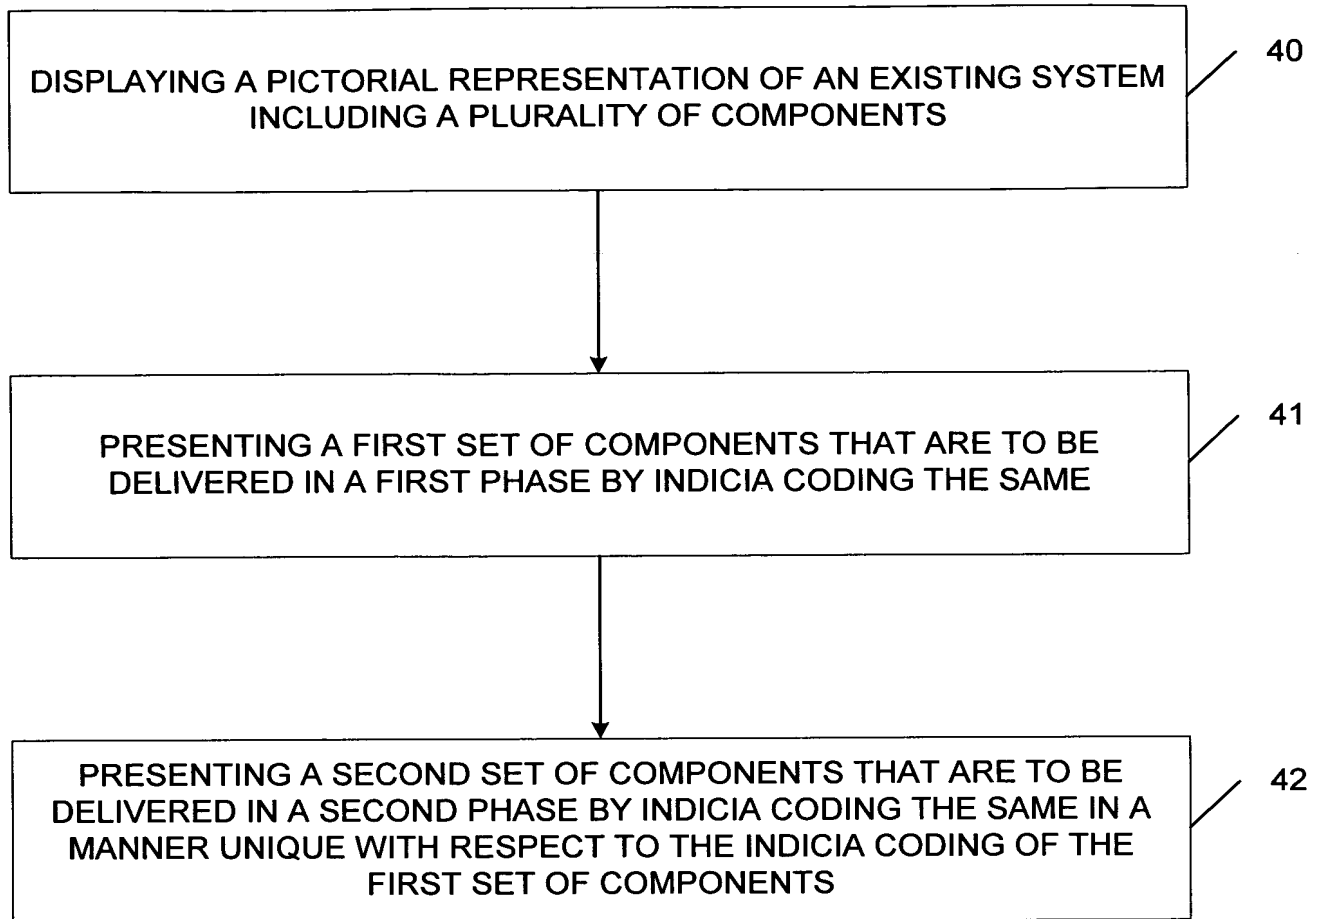 DISPLAYING A PICTORIAL REPRESENTATION OF AN EXISTING SYSTEM
INCLUDING A PLURALITY OF COMPONENTS
40
PRESENTING A FIRST SET OF COMPONENTS THAT ARE TO BE
DELIVERED IN A FIRST PHASE BY INDICIA CODING THE SAME
41
PRESENTING A SECOND SET OF COMPONENTS THAT ARE TO BE
DELIVERED IN A SECOND PHASE BY INDICIA CODING THE SAME IN A
MANNER UNIQUE WITH RESPECT TO THE INDICIA CODING OF THE
FIRST SET OF COMPONENTS
42